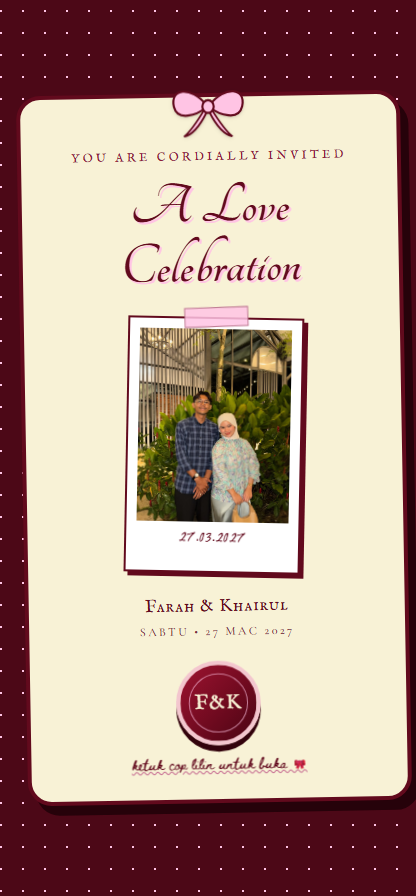 YOU ARE CORDIALLY INVITED
A Love
Celebration
27.03.2027
Farah & Khairul
SABTU • 27 MAC 2027
F&K
ketuk cop lilin untuk buka 🎀